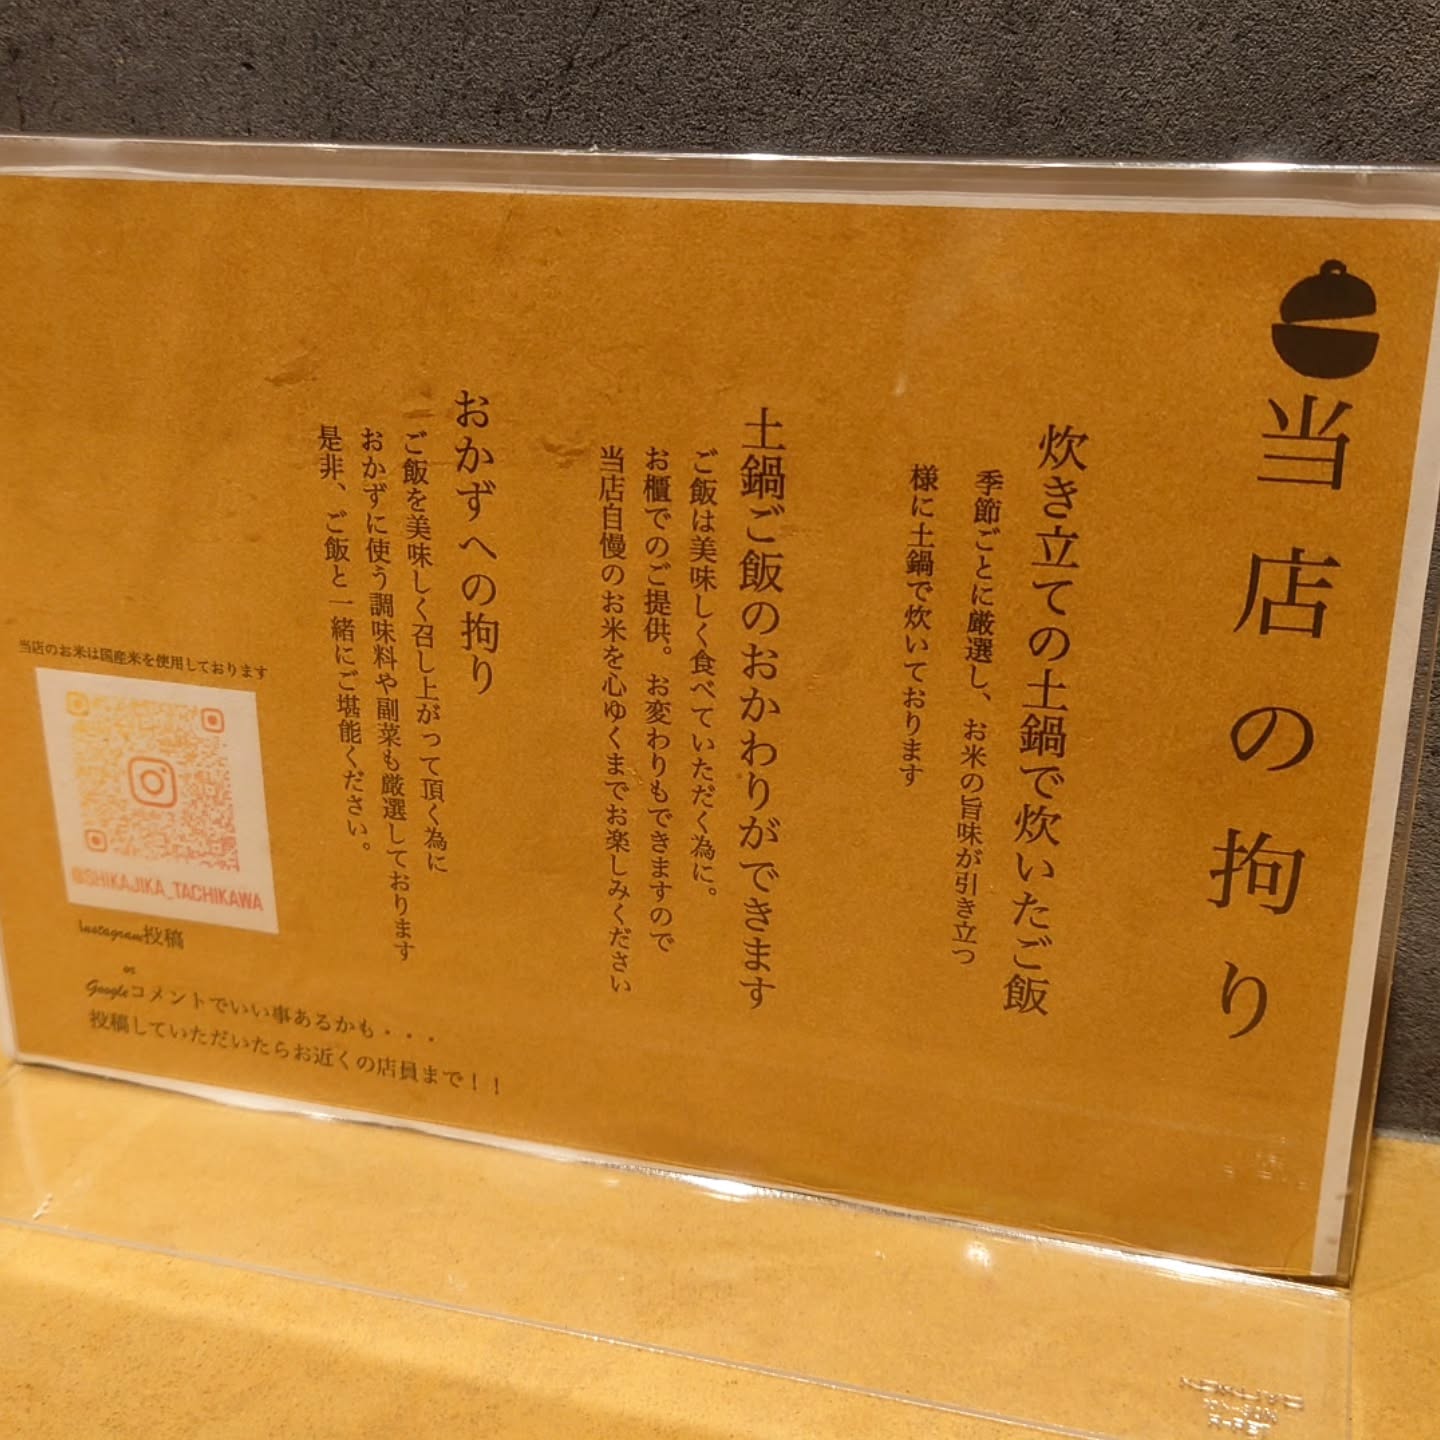 当店の拘り
炊き立ての土鍋で炊いたご飯
季節ごとに厳選し、お米の旨味が引き立つ
様に土鍋で炊いております
土鍋ご飯のおかわりができます
ご飯は美味しく食べていただく為に。
お櫃でのご提供。お変わりもできますので
当店自慢のお米を心ゆくまでお楽しみください
おかずへの拘り
ご飯を美味しく召し上がって頂く為に
おかずに使う調味料や副菜も厳選しております
是非、ご飯と一緒にご堪能ください。
当店のお米は国産米を使用しております
@SHIKAJIKA_TACHIKAWA
Instagram投稿
or
Googleコメントでいい事あるかも・・・
投稿していただいたらお近くの店員まで！！